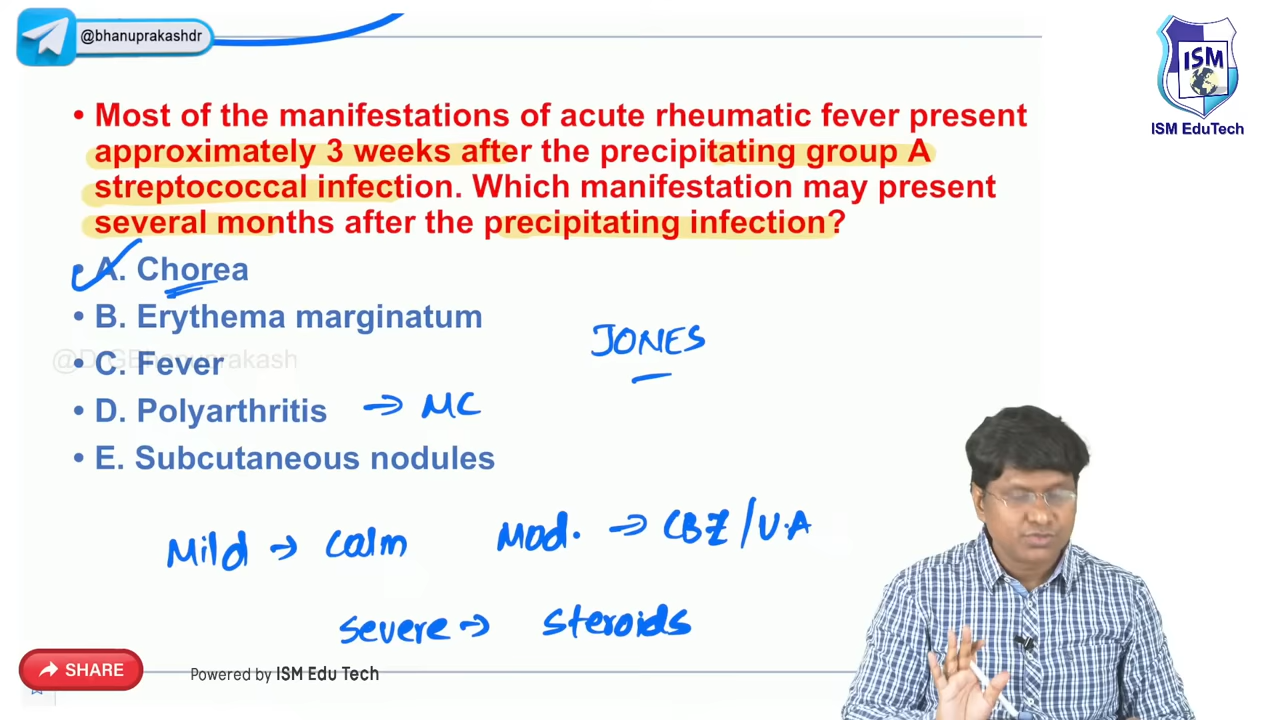 @bhanuprakashdr
ISM
ISM EduTech
• Most of the manifestations of acute rheumatic fever present
approximately 3 weeks after the precipitating group A
streptococcal infection. Which manifestation may present
several months after the precipitating infection?
• A. Chorea
• B. Erythema marginatum
JONES
@DrGBhanuprakash
• C. Fever
• D. Polyarthritis → MC
• E. Subcutaneous nodules
Mild → Calm Mod. → CBZ/V.A
Severe → Steroids
SHARE
Powered by ISM Edu Tech